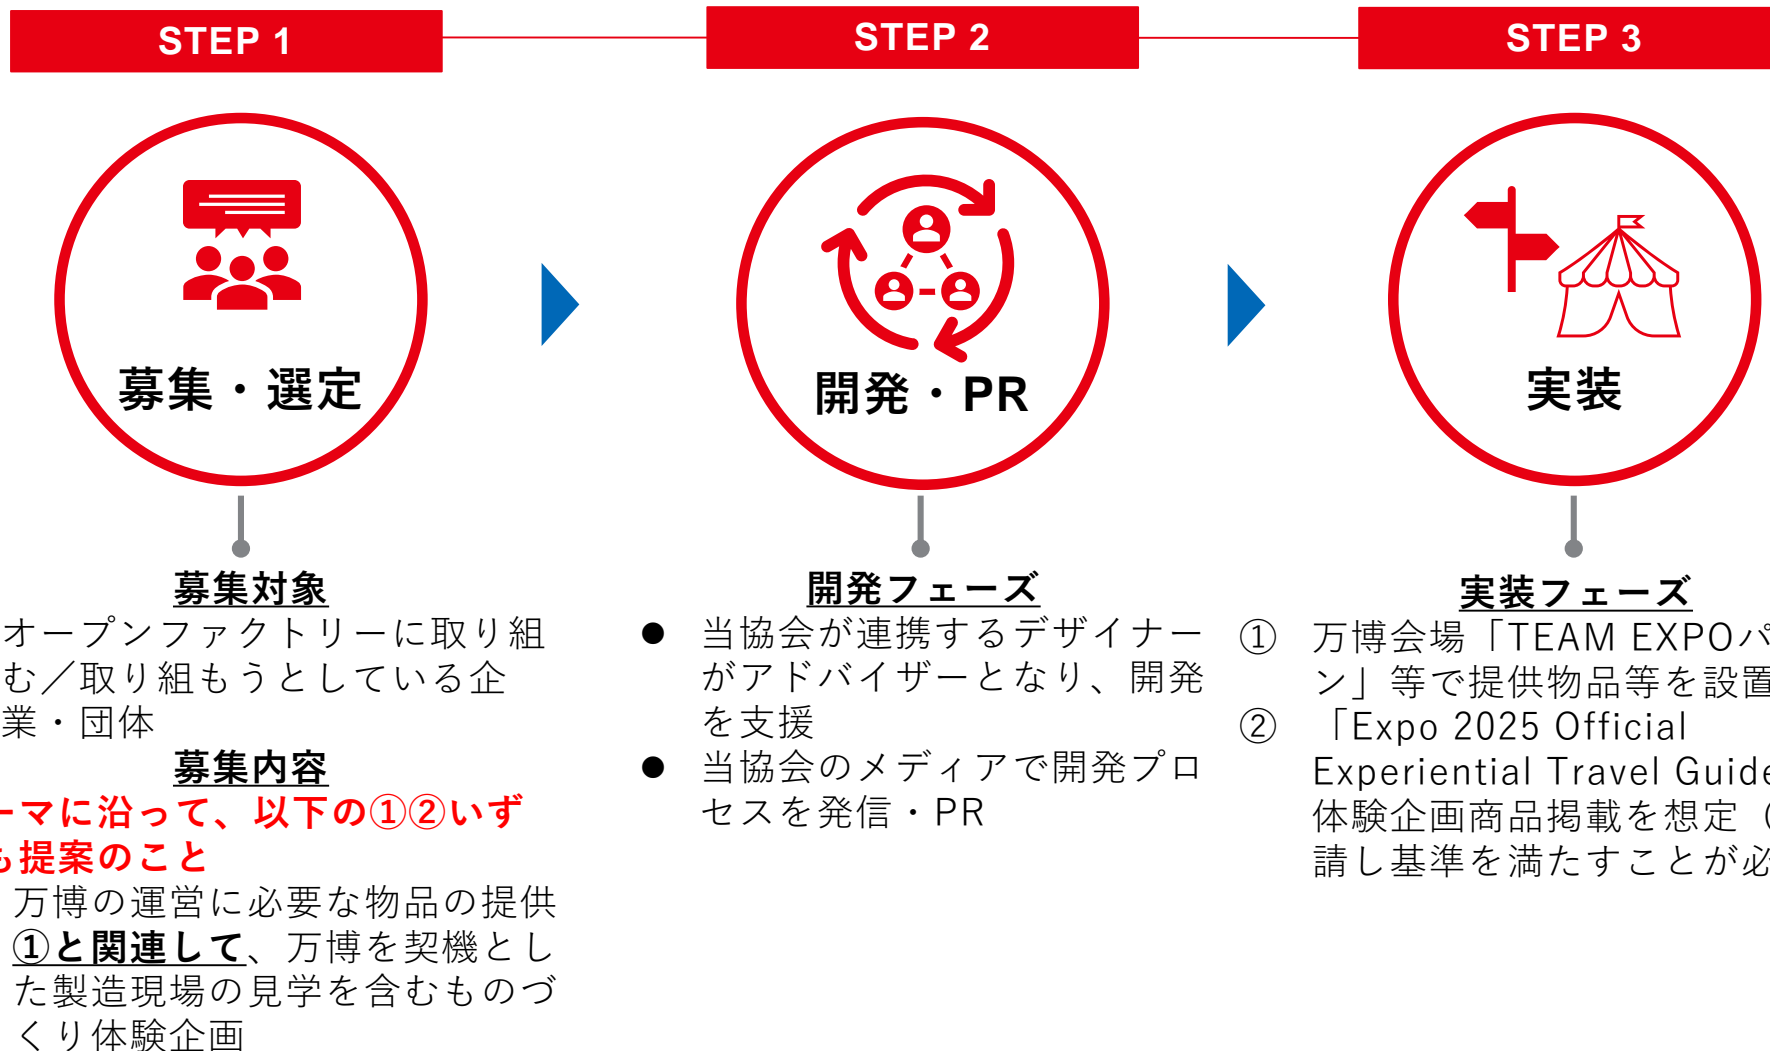 STEP 1
募集・選定
募集対象
オープンファクトリーに取り組
む／取り組もうとしている企
業・団体
募集内容
ーマに沿って、以下の①②いず
も提案のこと
万博の運営に必要な物品の提供
①と関連して、万博を契機とし
た製造現場の見学を含むものづ
くり体験企画
STEP 2
開発・PR
開発フェーズ
● 当協会が連携するデザイナー
がアドバイザーとなり、開発
を支援
● 当協会のメディアで開発プロ
セスを発信・PR
STEP 3
実装
実装フェーズ
① 万博会場「TEAM EXPOパ
ン」等で提供物品等を設置
② 「Expo 2025 Official
Experiential Travel Guide
体験企画商品掲載を想定（
請し基準を満たすことが必